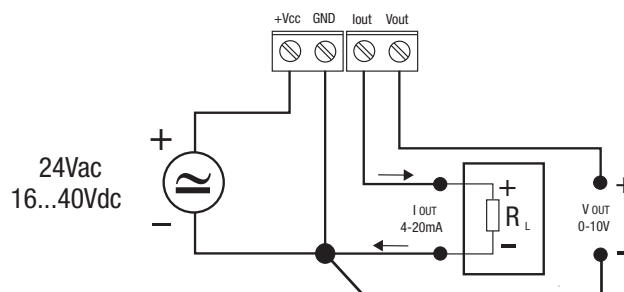 +Vcc GND Iout Vout
+
24Vac
16...40Vdc
−
I OUT
4-20mA
+
R L
−
+
V OUT
0-10V
−